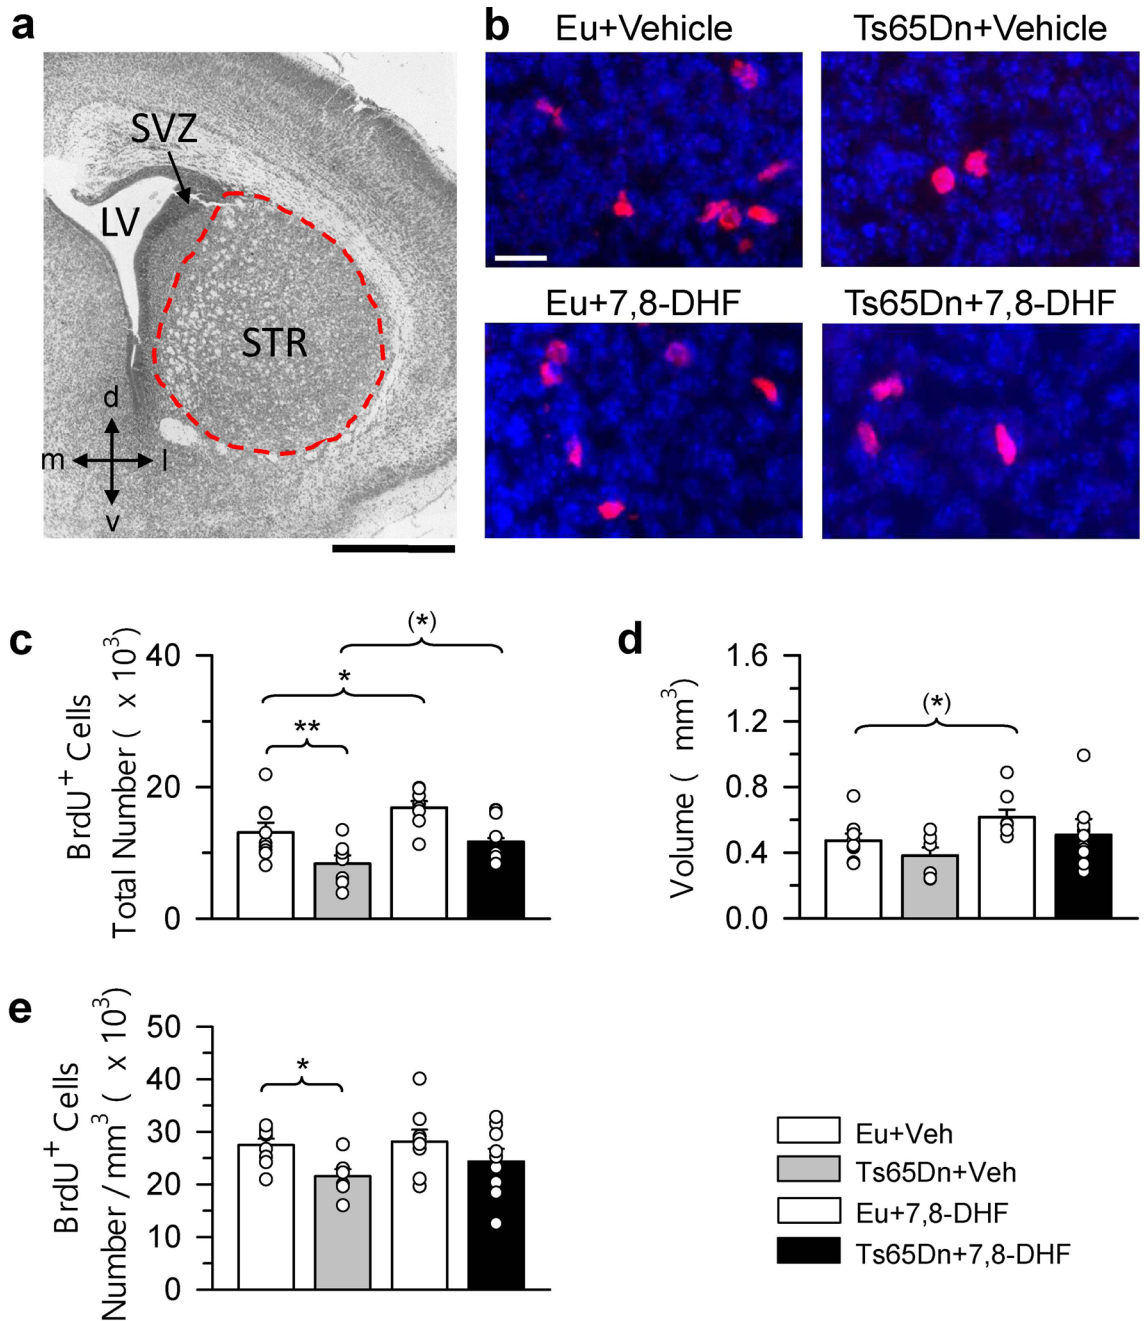 a
SVZ
LV
STR
d
m
l
v
b
Eu+Vehicle
Ts65Dn+Vehicle
Eu+7,8-DHF
Ts65Dn+7,8-DHF
c
BrdU⁺ Cells
Total Number ( x 10³)
40
20
0
**
*
(*)
d
Volume ( mm³)
1.6
1.2
0.8
0.4
0.0
(*)
e
BrdU⁺ Cells
Number / mm³ ( x 10³)
50
40
30
20
10
0
*
Eu+Veh
Ts65Dn+Veh
Eu+7,8-DHF
Ts65Dn+7,8-DHF